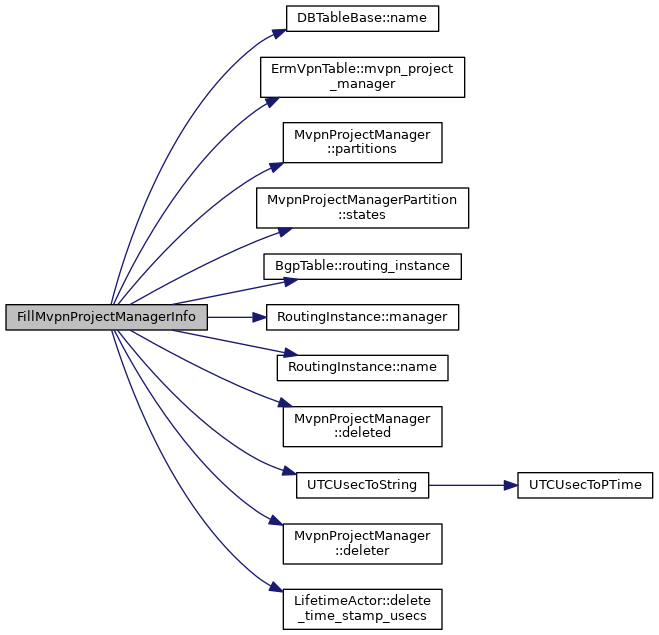 DBTableBase::name
ErmVpnTable::mvpn_project
_manager
MvpnProjectManager
::partitions
MvpnProjectManagerPartition
::states
BgpTable::routing_instance
FillMvpnProjectManagerInfo
RoutingInstance::manager
RoutingInstance::name
MvpnProjectManager
::deleted
UTCUsecToString
UTCUsecToPTime
MvpnProjectManager
::deleter
LifetimeActor::delete
_time_stamp_usecs